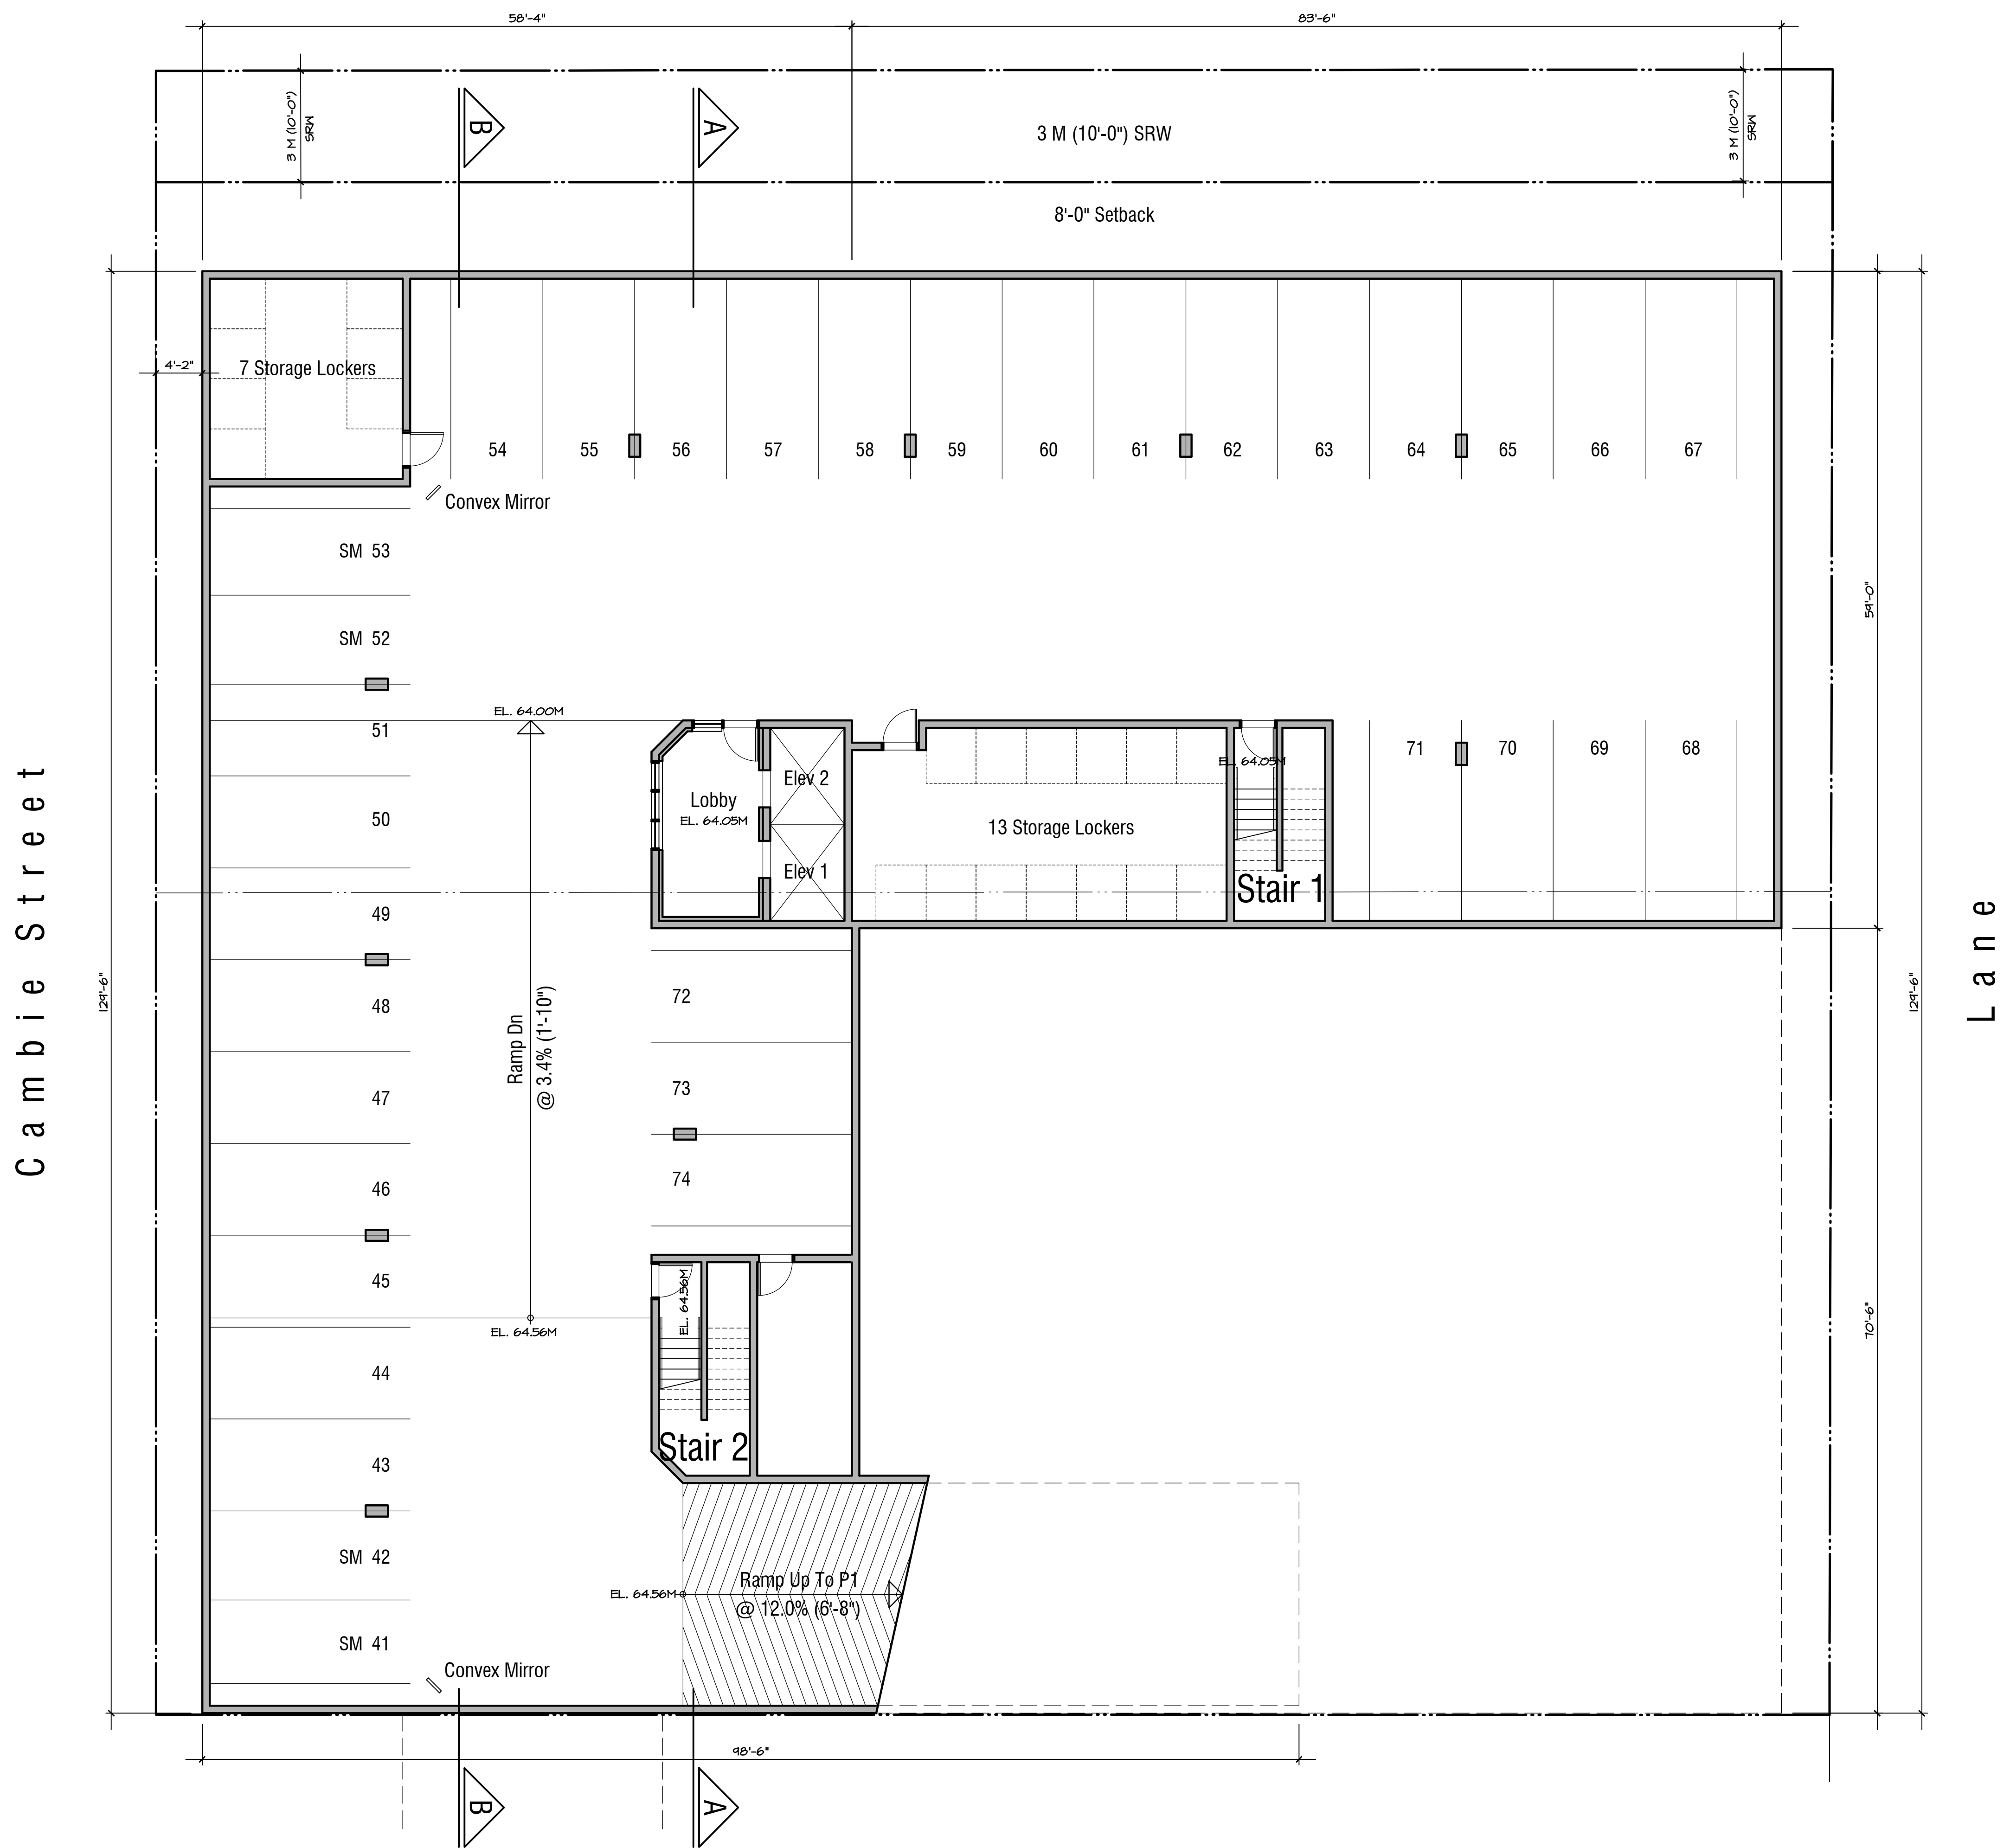 58'-4"
83'-6"
3 M (10'-0")
SRW
B
A
3 M (10'-0") SRW
3 M (10'-0")
SRW
8'-0" Setback
4'-2"
7 Storage Lockers
54
55
56
57
58
59
60
61
62
63
64
65
66
67
Convex Mirror
SM 53
SM 52
59'-0"
EL. 64.00M
51
71
70
69
68
EL. 64.05M
Elev 2
Lobby
EL. 64.05M
50
13 Storage Lockers
Elev 1
Stair 1
49
Cambie Street
Lane
129'-6"
129'-6"
48
72
Ramp Dn
@ 3.4% (1'-10")
47
73
46
74
45
EL. 64.56M
EL. 64.56M
70'-6"
44
43
Stair 2
SM 42
EL. 64.56M
Ramp Up To P1
@ 12.0% (6'-8")
SM 41
Convex Mirror
98'-6"
B
A